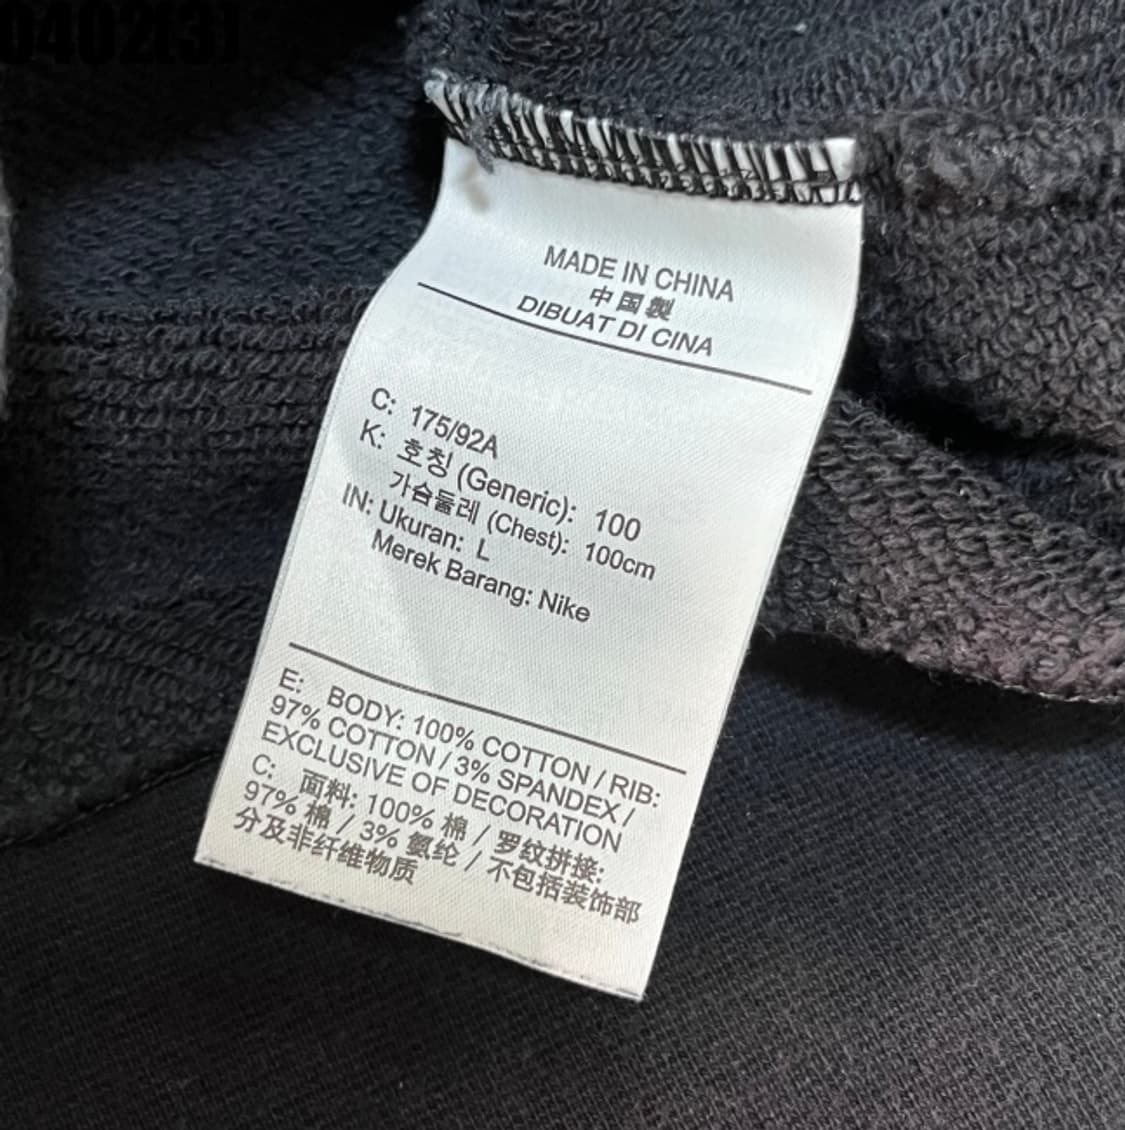 0402[3]
MADE IN CHINA
中国製
DIBUAT DI CINA
C: 175/92A
K: 호칭 (Generic): 100
가슴둘레 (Chest): 100cm
IN: Ukuran: L
Merek Barang: Nike
E: BODY: 100% COTTON / RIB:
97% COTTON / 3% SPANDEX /
EXCLUSIVE OF DECORATION
C: 面料: 100% 棉 / 罗纹拼接:
97% 棉 / 3% 氨纶 / 不包括装饰部
分及非纤维物质